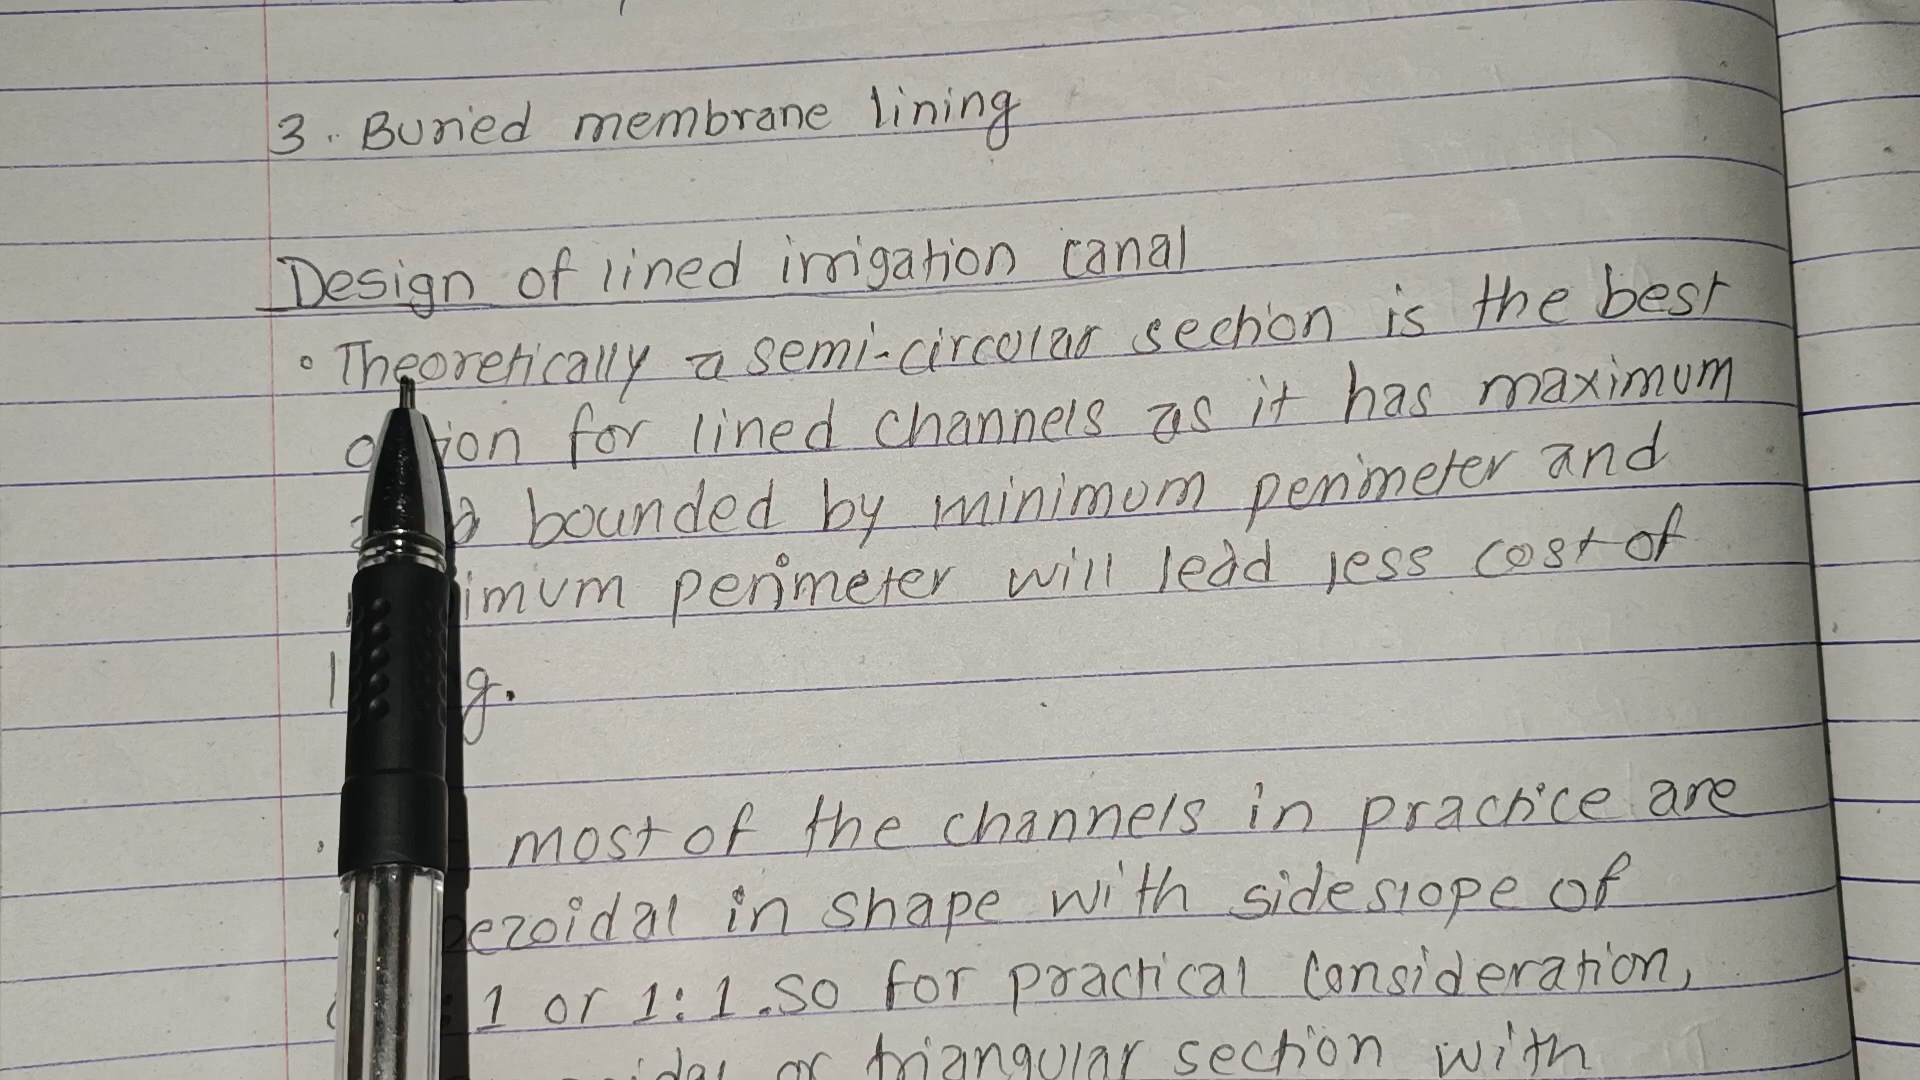 3. Buried membrane lining
Design of lined irrigation canal
• Theoretically a semi-circular section is the best
for lined channels as it has maximum
bounded by minimum perimeter and
perimeter will lead less cost of
most of the channels in practice are
in shape with side slope of
1 or 1:1. So for practical consideration,
or triangular section with